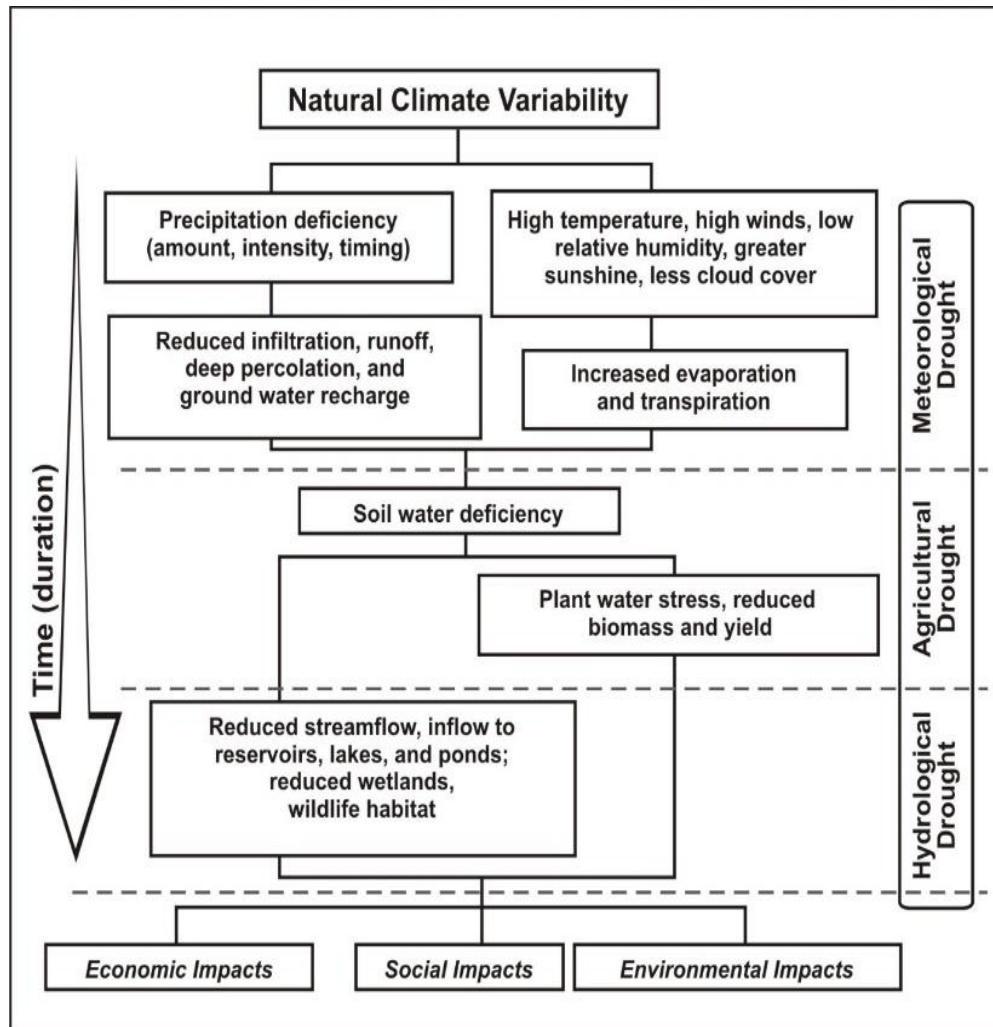 Natural Climate Variability
Precipitation deficiency
(amount, intensity, timing)
High temperature, high winds, low
relative humidity, greater
sunshine, less cloud cover
Reduced infiltration, runoff,
deep percolation, and
ground water recharge
Increased evaporation
and transpiration
Soil water deficiency
Plant water stress, reduced
biomass and yield
Reduced streamflow, inflow to
reservoirs, lakes, and ponds;
reduced wetlands,
wildlife habitat
Economic Impacts
Social Impacts
Environmental Impacts
Time (duration)
Meteorological
Drought
Agricultural
Drought
Hydrological
Drought